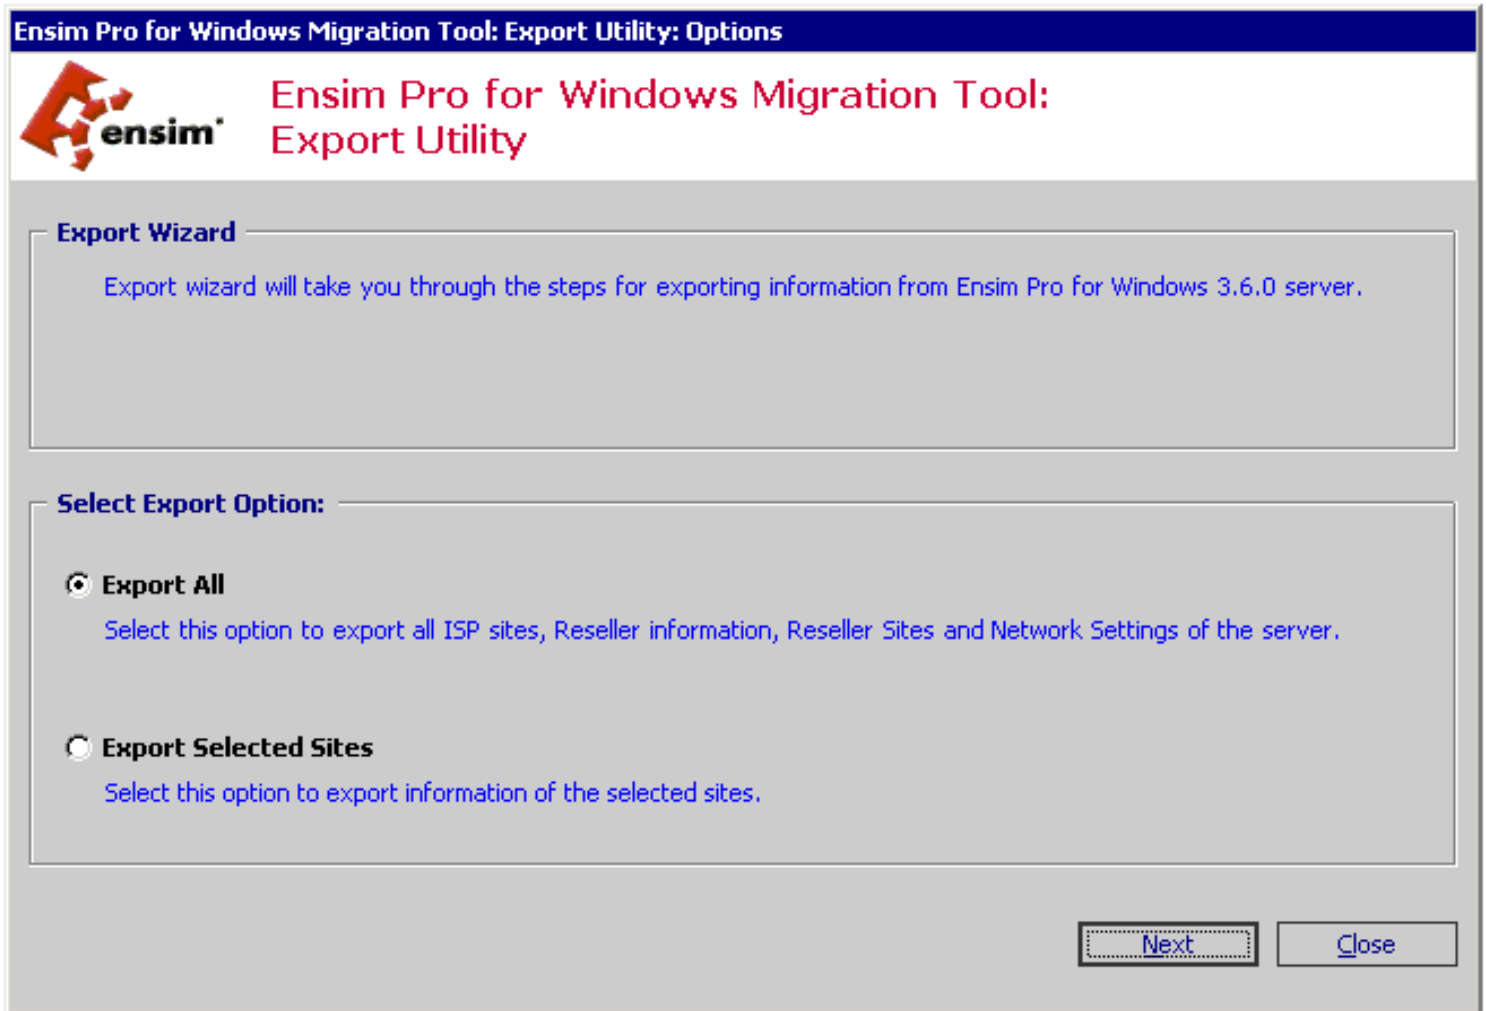 Ensim Pro for Windows Migration Tool: Export Utility: Options
ensim
Ensim Pro for Windows Migration Tool:
Export Utility
Export Wizard
Export wizard will take you through the steps for exporting information from Ensim Pro for Windows 3.6.0 server.
Select Export Option:
Export All
Select this option to export all ISP sites, Reseller information, Reseller Sites and Network Settings of the server.
Export Selected Sites
Select this option to export information of the selected sites.
Next
Close